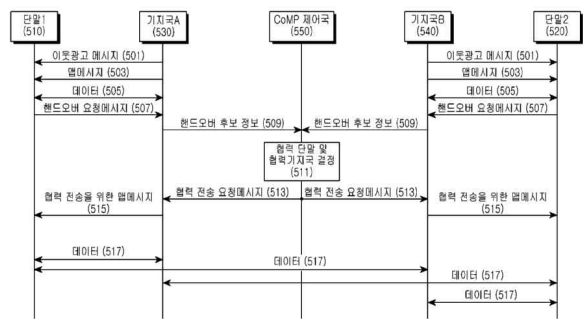 단말1
(510)
기지국A
(530)
CoMP 제어국
(550)
기지국B
(540)
단말2
(520)
이웃광고 메시지 (501)
이웃광고 메시지 (501)
맵메시지 (503)
맵메시지 (503)
데이터 (505)
데이터 (505)
핸드오버 요청메시지 (507)
핸드오버 요청메시지 (507)
핸드오버 후보 정보 (509)
핸드오버 후보 정보 (509)
협력 단말 및
협력기지국 결정
(511)
협력 전송 요청메시지 (513)
협력 전송 요청메시지 (513)
협력 전송을 위한 맵메시지
(515)
협력 전송을 위한 맵메시지
(515)
데이터 (517)
데이터 (517)
데이터 (517)
데이터 (517)